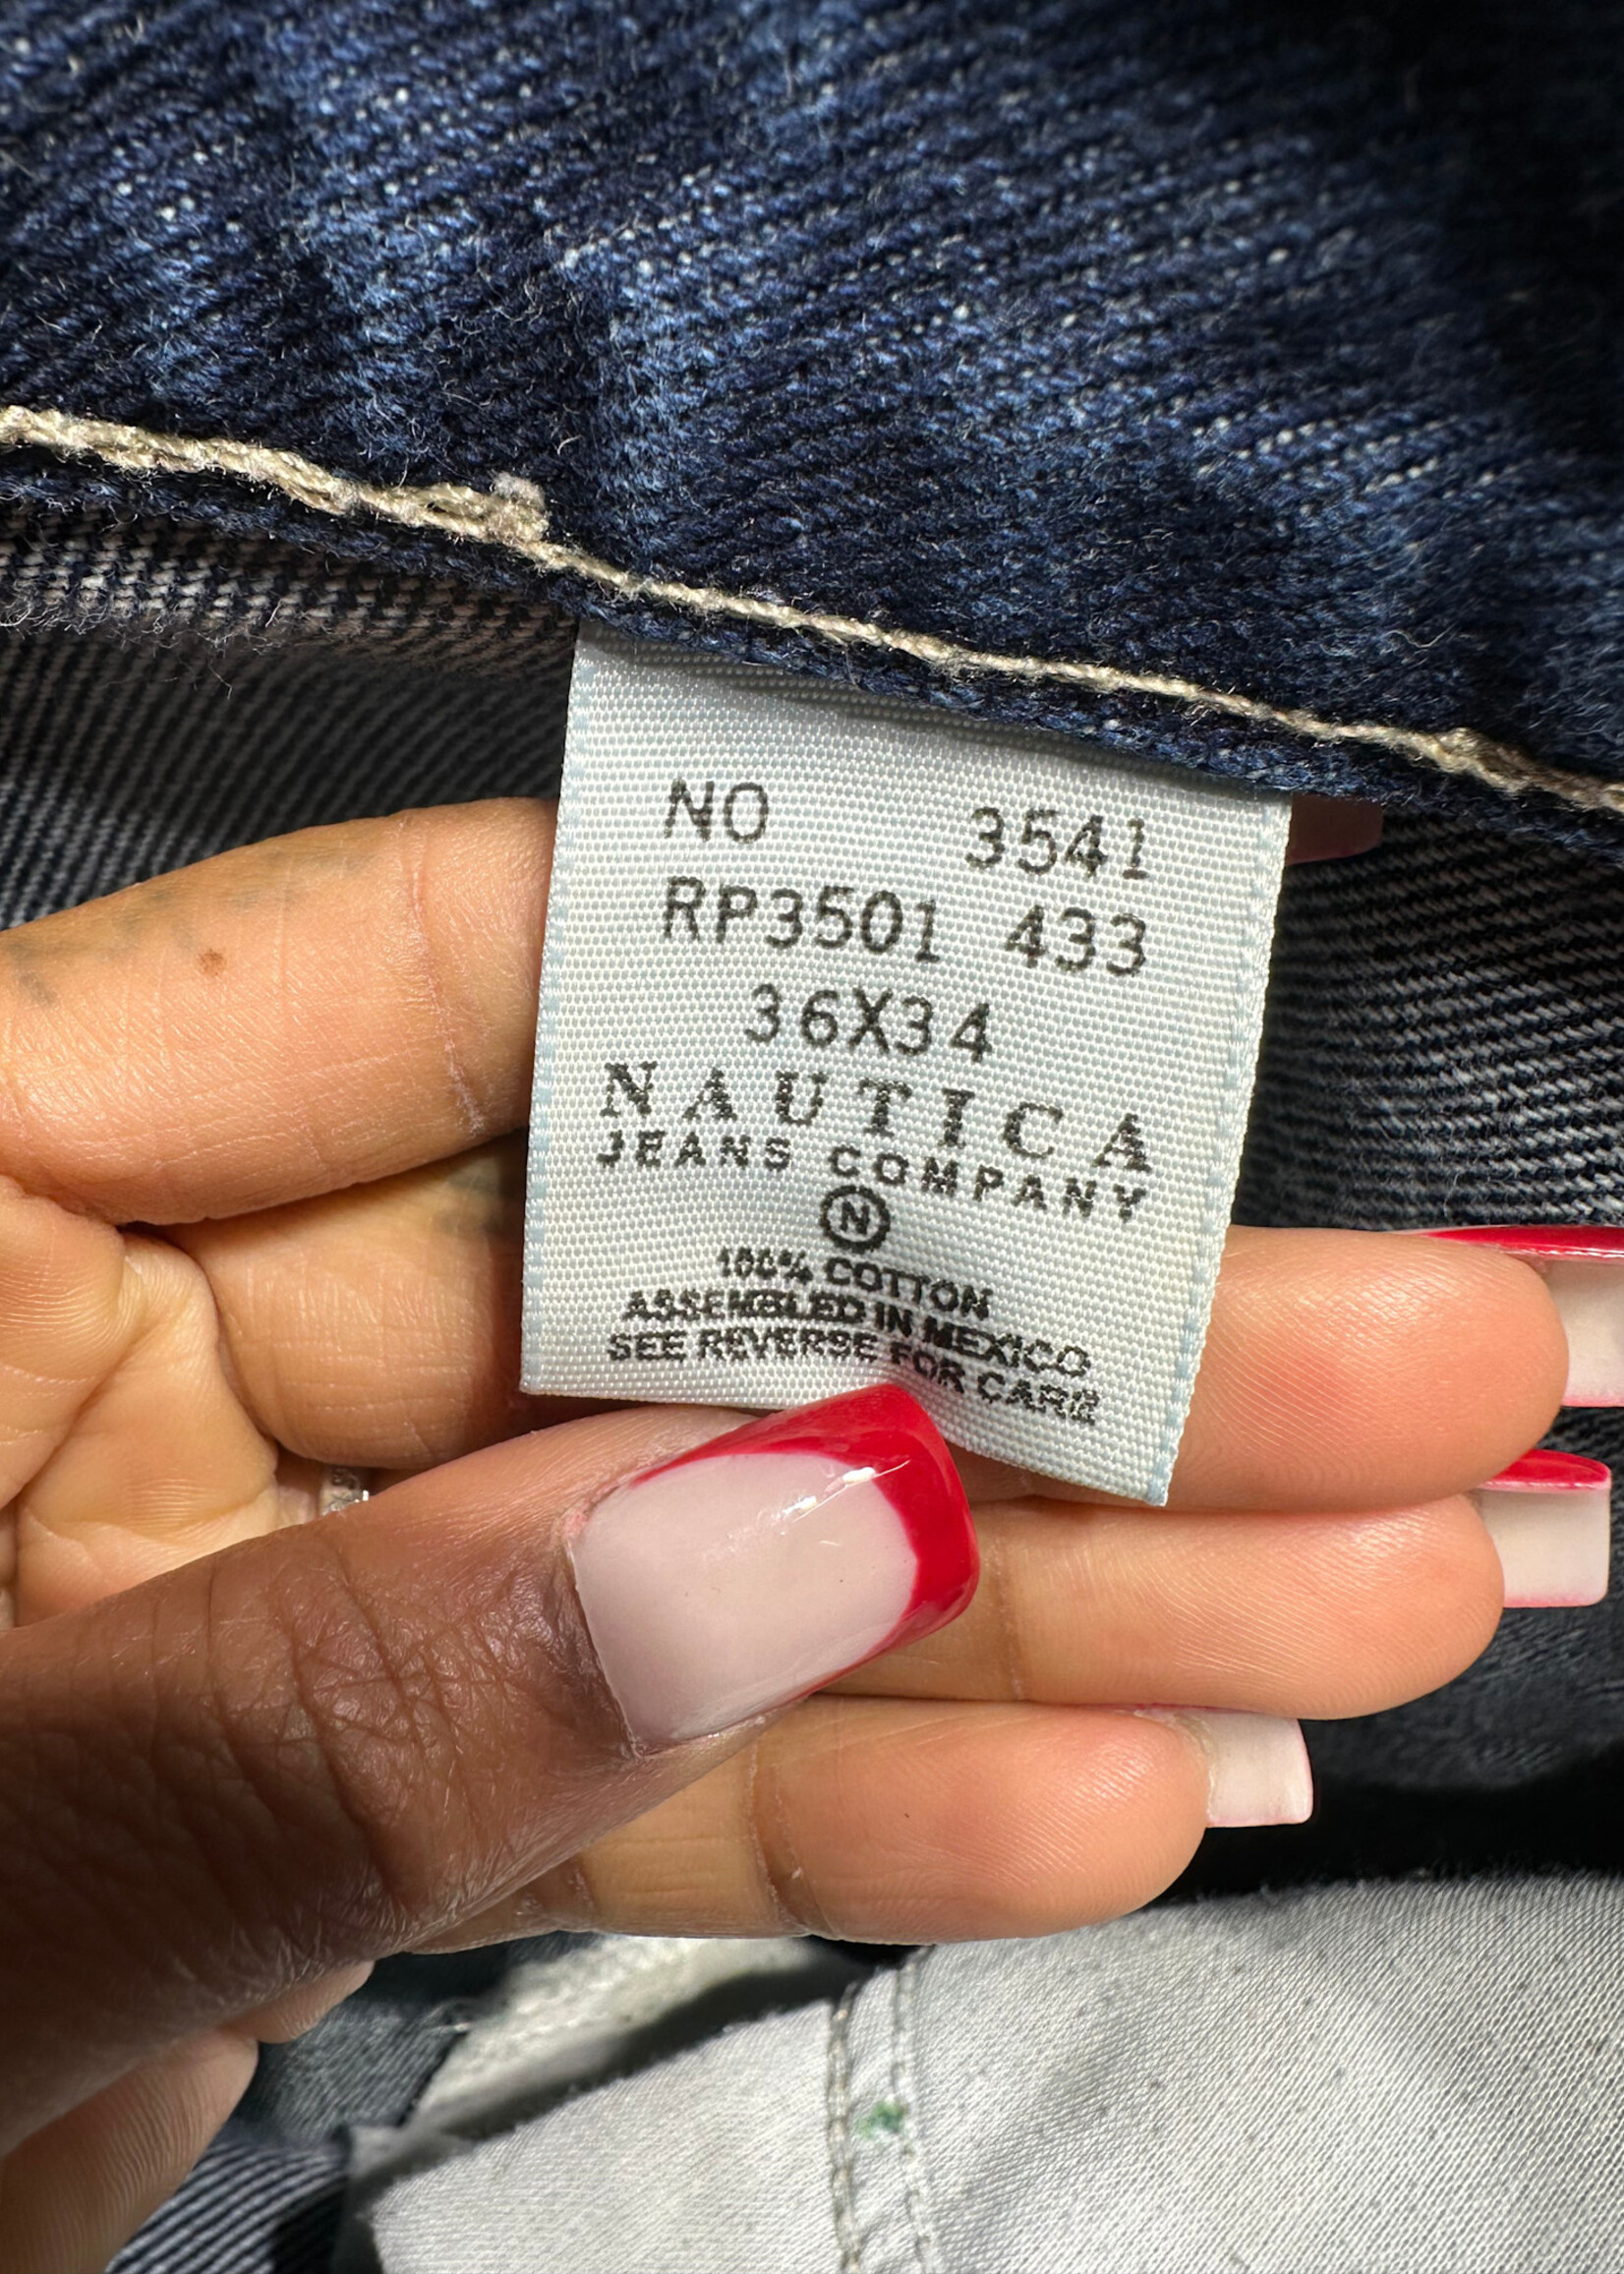 NO 3541
RP3501 433
36X34
NAUTICA
JEANS COMPANY
N
100% COTTON
ASSEMBLED IN MEXICO
SEE REVERSE FOR CARE